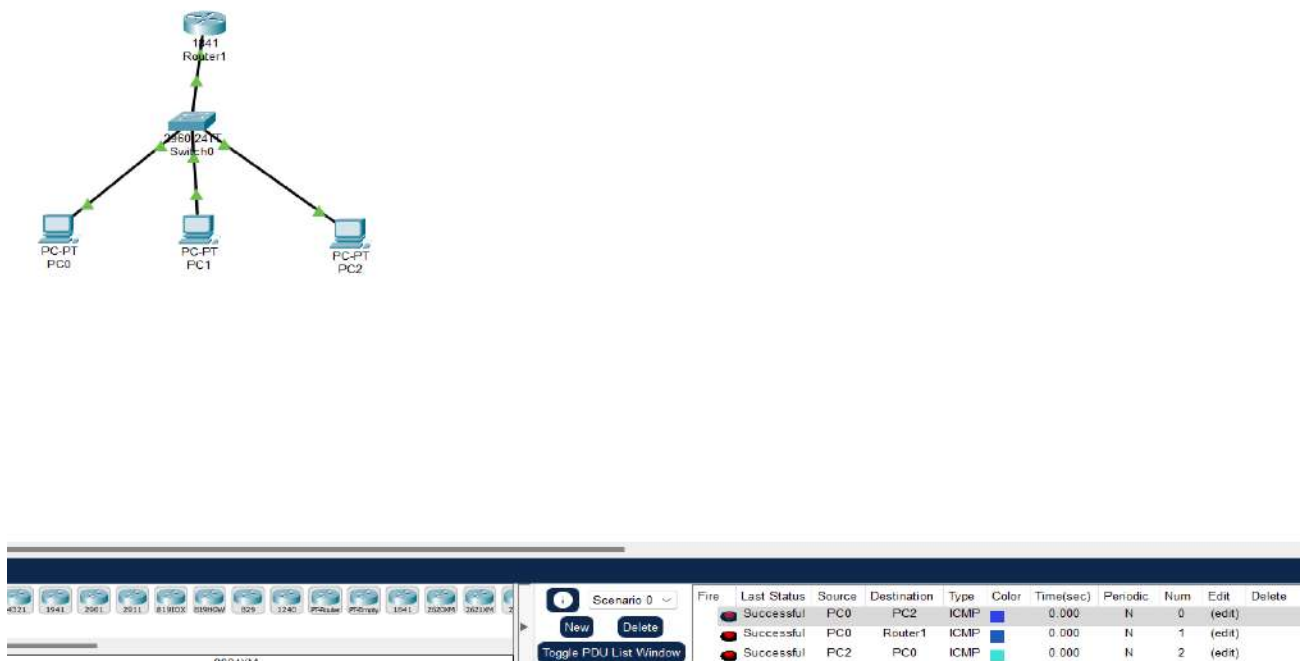 1841
Router1
2960-24TT
Switch0
PC-PT
PC0
PC-PT
PC1
PC-PT
PC2
4321 1941 2901 2911 819IOX 819HGW 829 1240 PT-Router PT-Empty 1841 2620XM 2621XM
Scenario 0
New Delete
Toggle PDU List Window
Fire Last Status Source Destination Type Color Time(sec) Periodic Num Edit Delete
Successful PC0 PC2 ICMP 0.000 N 0 (edit)
Successful PC0 Router1 ICMP 0.000 N 1 (edit)
Successful PC2 PC0 ICMP 0.000 N 2 (edit)